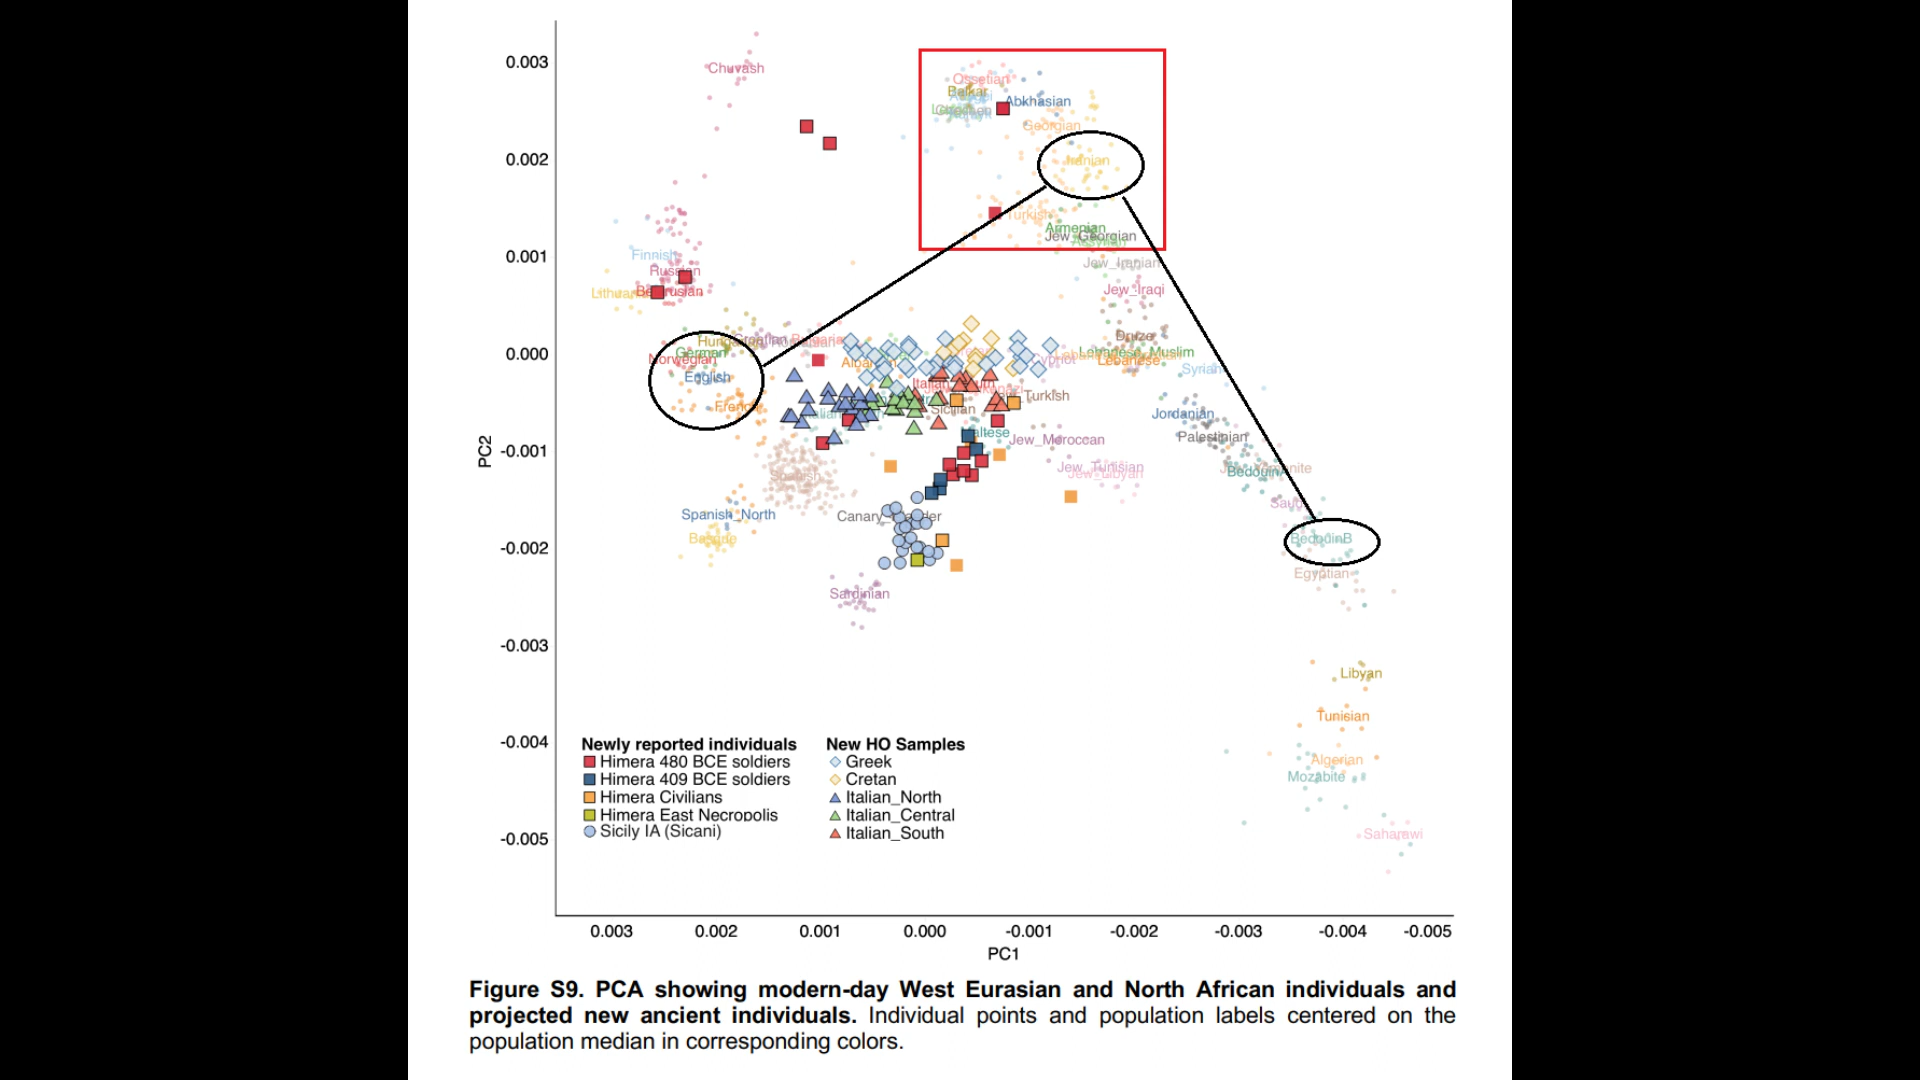 0.003
0.002
0.001
0.000
-0.001
-0.002
-0.003
-0.004
-0.005
PC2
Chuvash
Ossetian
Balkar
Abkhasian
Georgian
Iranian
Turkish
Armenian
Jew_Georgian
Assyrian
Jew_Iranian
Jew_Iraqi
Finnish
Russian
Belarusian
Druze
Lebanese_Muslim
Lebanese
Norwegian
German
English
French
Syrian
Turkish
Sicilian
Jordanian
Palestinian
Jew_Moroccan
Jew_Tunisian
Jew_Libyan
BedouinA
Spanish
Spanish_North
Basque
BedouinB
Egyptian
Sardinian
Libyan
Tunisian
Algerian
Mozabite
Saharawi
Newly reported individuals
Himera 480 BCE soldiers
Himera 409 BCE soldiers
Himera Civilians
Himera East Necropolis
Sicily IA (Sicani)
New HO Samples
Greek
Cretan
Italian_North
Italian_Central
Italian_South
0.003 0.002 0.001 0.000 -0.001 -0.002 -0.003 -0.004 -0.005
PC1
Figure S9. PCA showing modern-day West Eurasian and North African individuals and
projected new ancient individuals. Individual points and population labels centered on the
population median in corresponding colors.